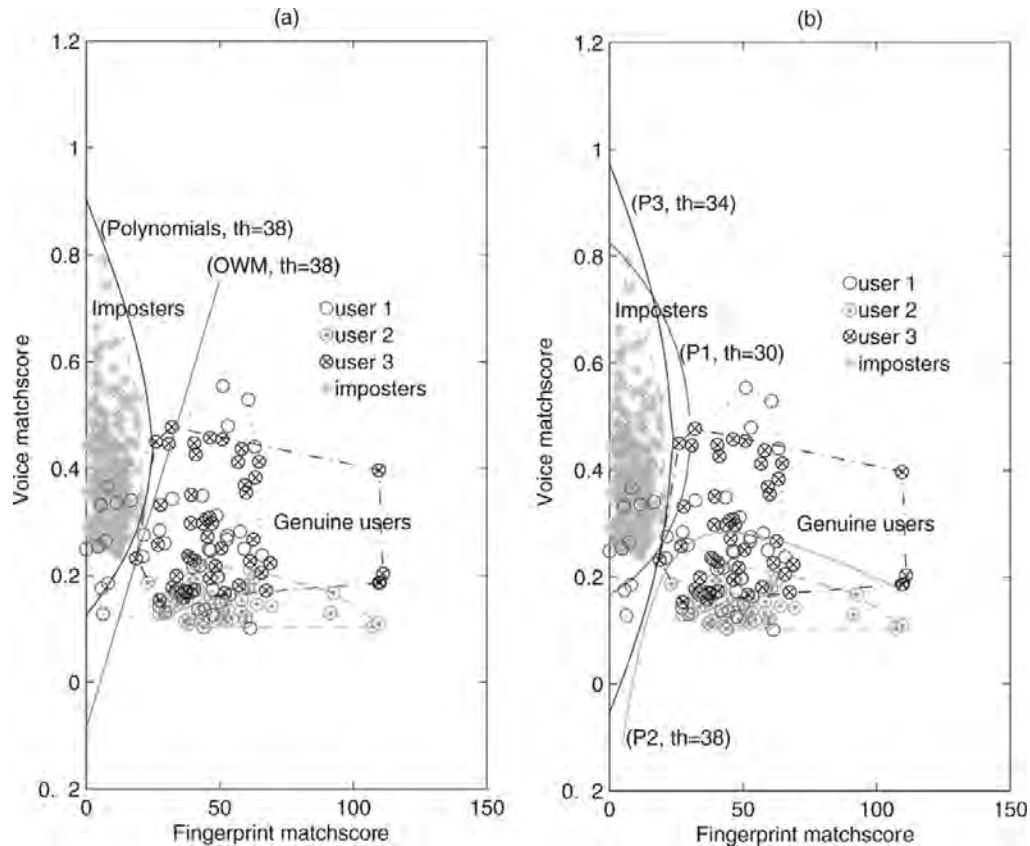 (a)
1.2
1
0.8
0.6
0.4
0.2
0
0. 2
Voice matchscore
(Polynomials, th=38)
(OWM, th=38)
Imposters
user 1
user 2
user 3
imposters
Genuine users
0
50
100
150
Fingerprint matchscore
(b)
1.2
1
0.8
0.6
0.4
0.2
0
0. 2
Voice matchscore
(P3, th=34)
Imposters
(P1, th=30)
user 1
user 2
user 3
imposters
Genuine users
(P2, th=38)
0
50
100
150
Fingerprint matchscore